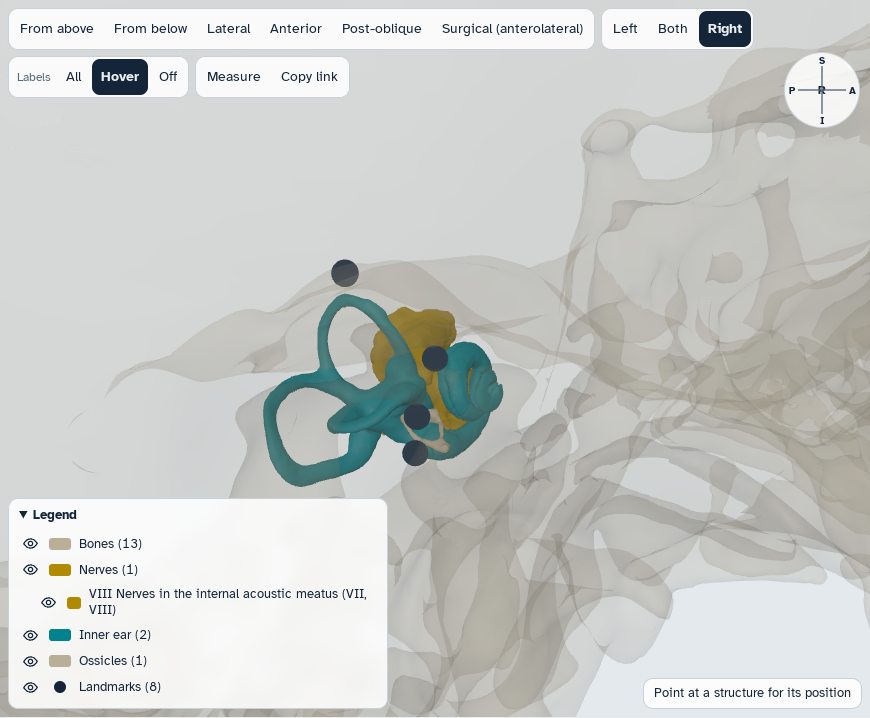 From above From below Lateral Anterior Post-oblique Surgical (anterolateral) Left Both Right
Labels All Hover Off Measure Copy link
S
P R A
I
▼ Legend
Bones (13)
Nerves (1)
VIII Nerves in the internal acoustic meatus (VII,
VIII)
Inner ear (2)
Ossicles (1)
Landmarks (8)
Point at a structure for its position